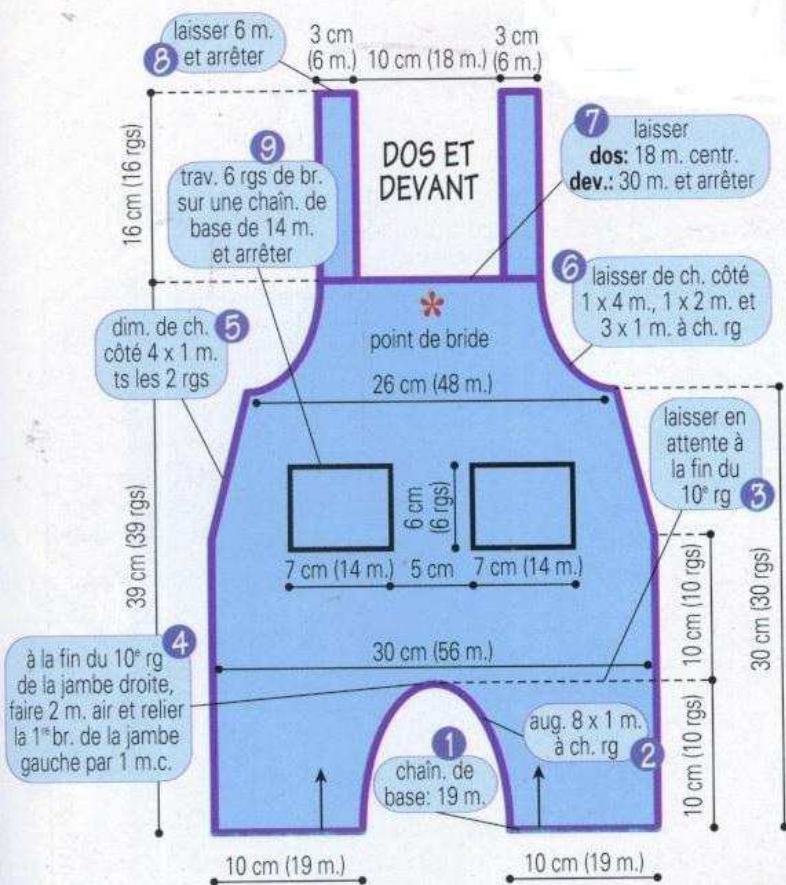 8
laisser 6 m.
et arrêter
3 cm
(6 m.)
10 cm (18 m.)
3 cm
(6 m.)
16 cm (16 rgs)
9
trav. 6 rgs de br.
sur une chaîn. de
base de 14 m.
et arrêter
DOS ET
DEVANT
7
laisser
dos: 18 m. centr.
dev.: 30 m. et arrêter
6
laisser de ch. côté
1 x 4 m., 1 x 2 m. et
3 x 1 m. à ch. rg
*
point de bride
5
dim. de ch.
côté 4 x 1 m.
ts les 2 rgs
26 cm (48 m.)
laisser en
attente à
la fin du
10e rg
3
39 cm (39 rgs)
6 cm
(6 rgs)
7 cm (14 m.)
5 cm
7 cm (14 m.)
10 cm (10 rgs)
30 cm (30 rgs)
4
à la fin du 10e rg
de la jambe droite,
faire 2 m. air et relier
la 1re br. de la jambe
gauche par 1 m.c.
30 cm (56 m.)
1
chaîn. de
base: 19 m.
aug. 8 x 1 m.
à ch. rg
2
10 cm (10 rgs)
10 cm (19 m.)
10 cm (19 m.)